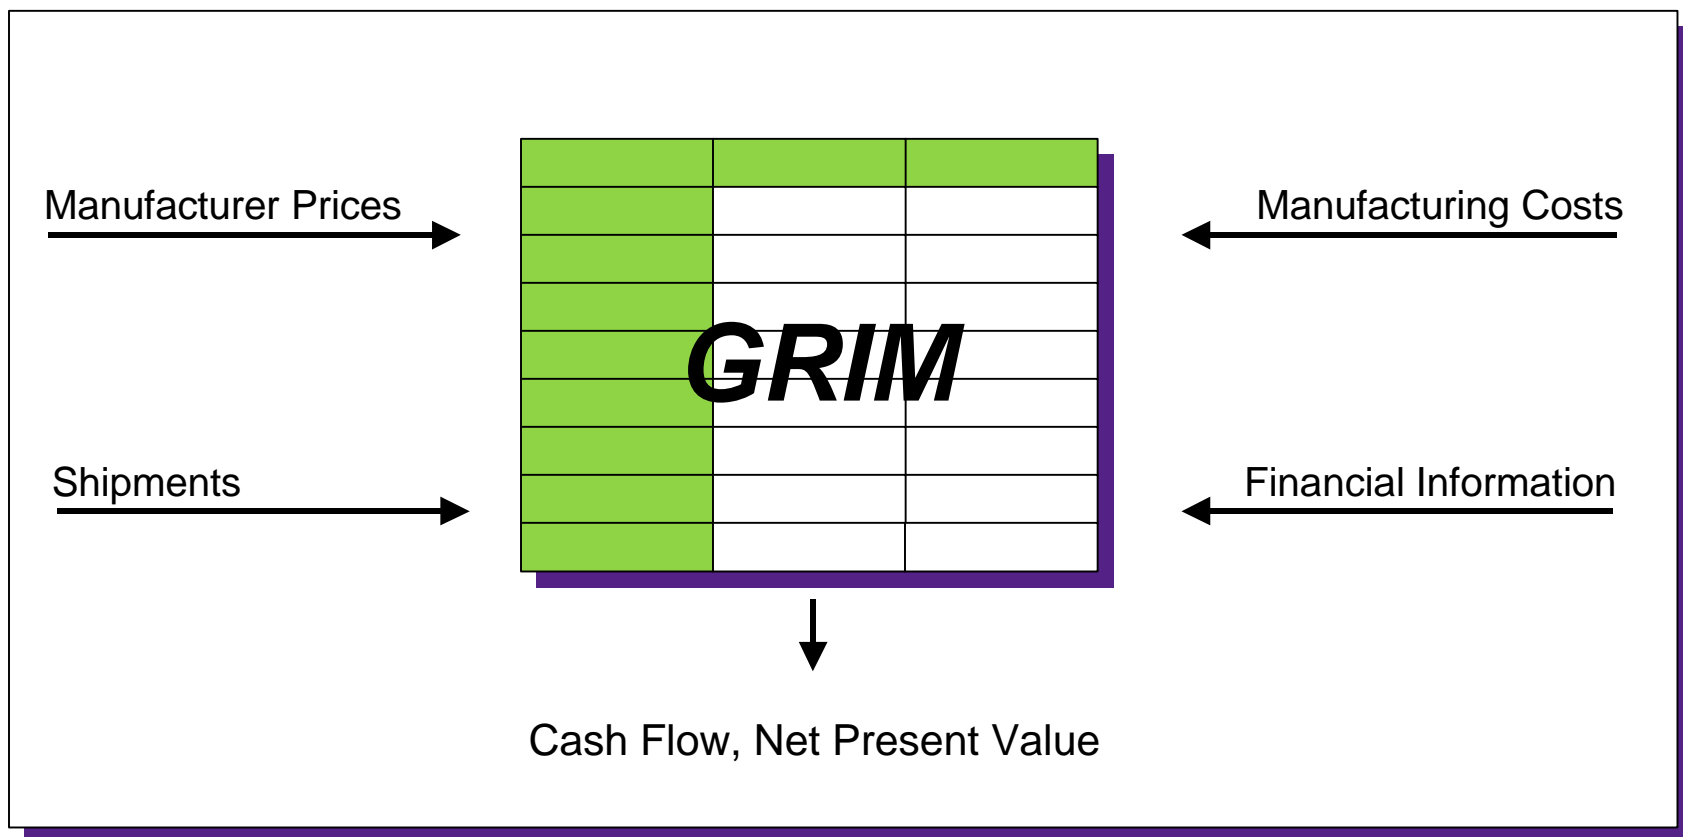 Manufacturer Prices
Manufacturing Costs
GRIM
Shipments
Financial Information
Cash Flow, Net Present Value